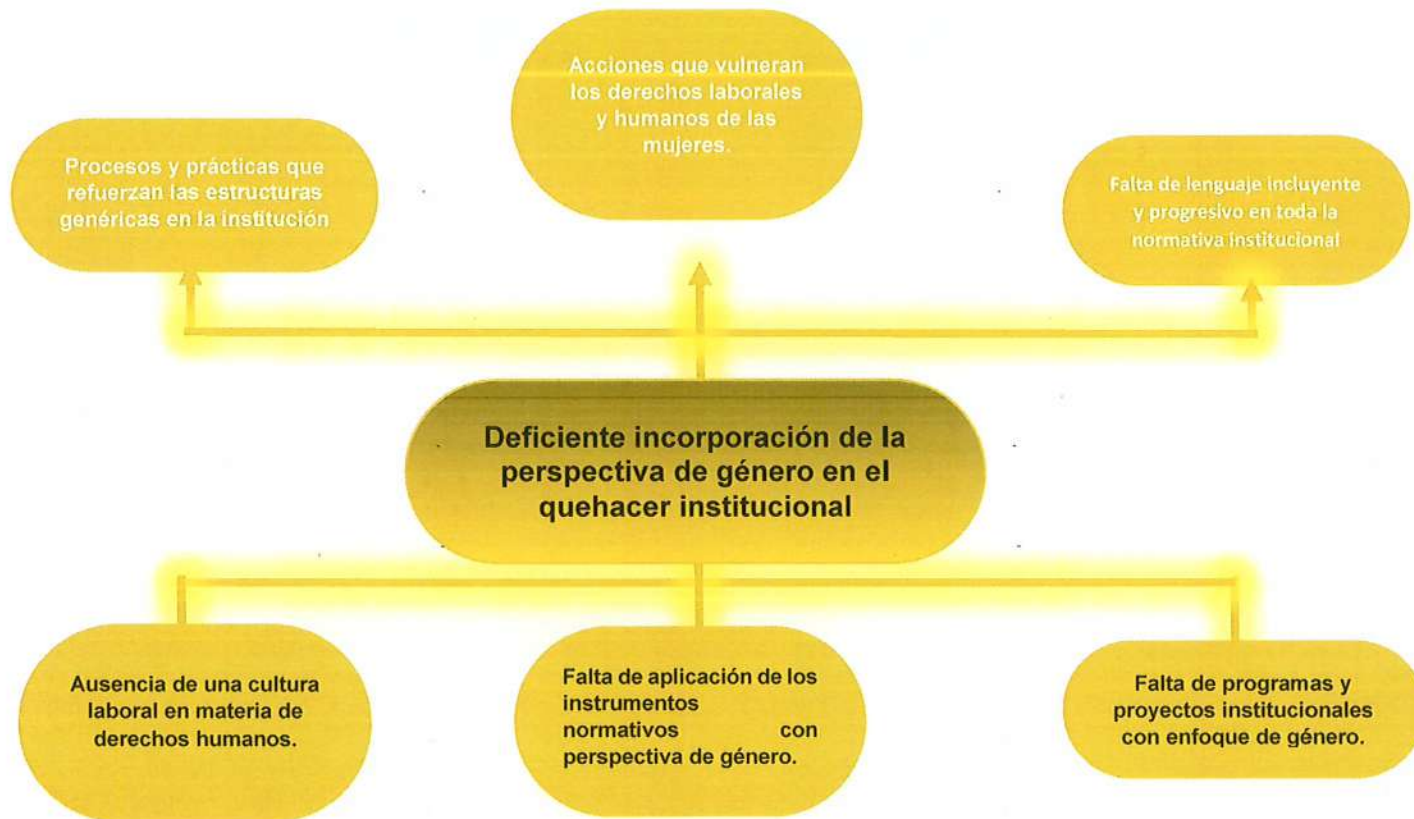 Acciones que vulneran
los derechos laborales
y humanos de las
mujeres.
Procesos y prácticas que
refuerzan las estructuras
genéricas en la institución
Falta de lenguaje incluyente
y progresivo en toda la
normativa institucional
Deficiente incorporación de la
perspectiva de género en el
quehacer institucional
Ausencia de una cultura
laboral en materia de
derechos humanos.
Falta de aplicación de los
instrumentos
normativos con
perspectiva de género.
Falta de programas y
proyectos institucionales
con enfoque de género.